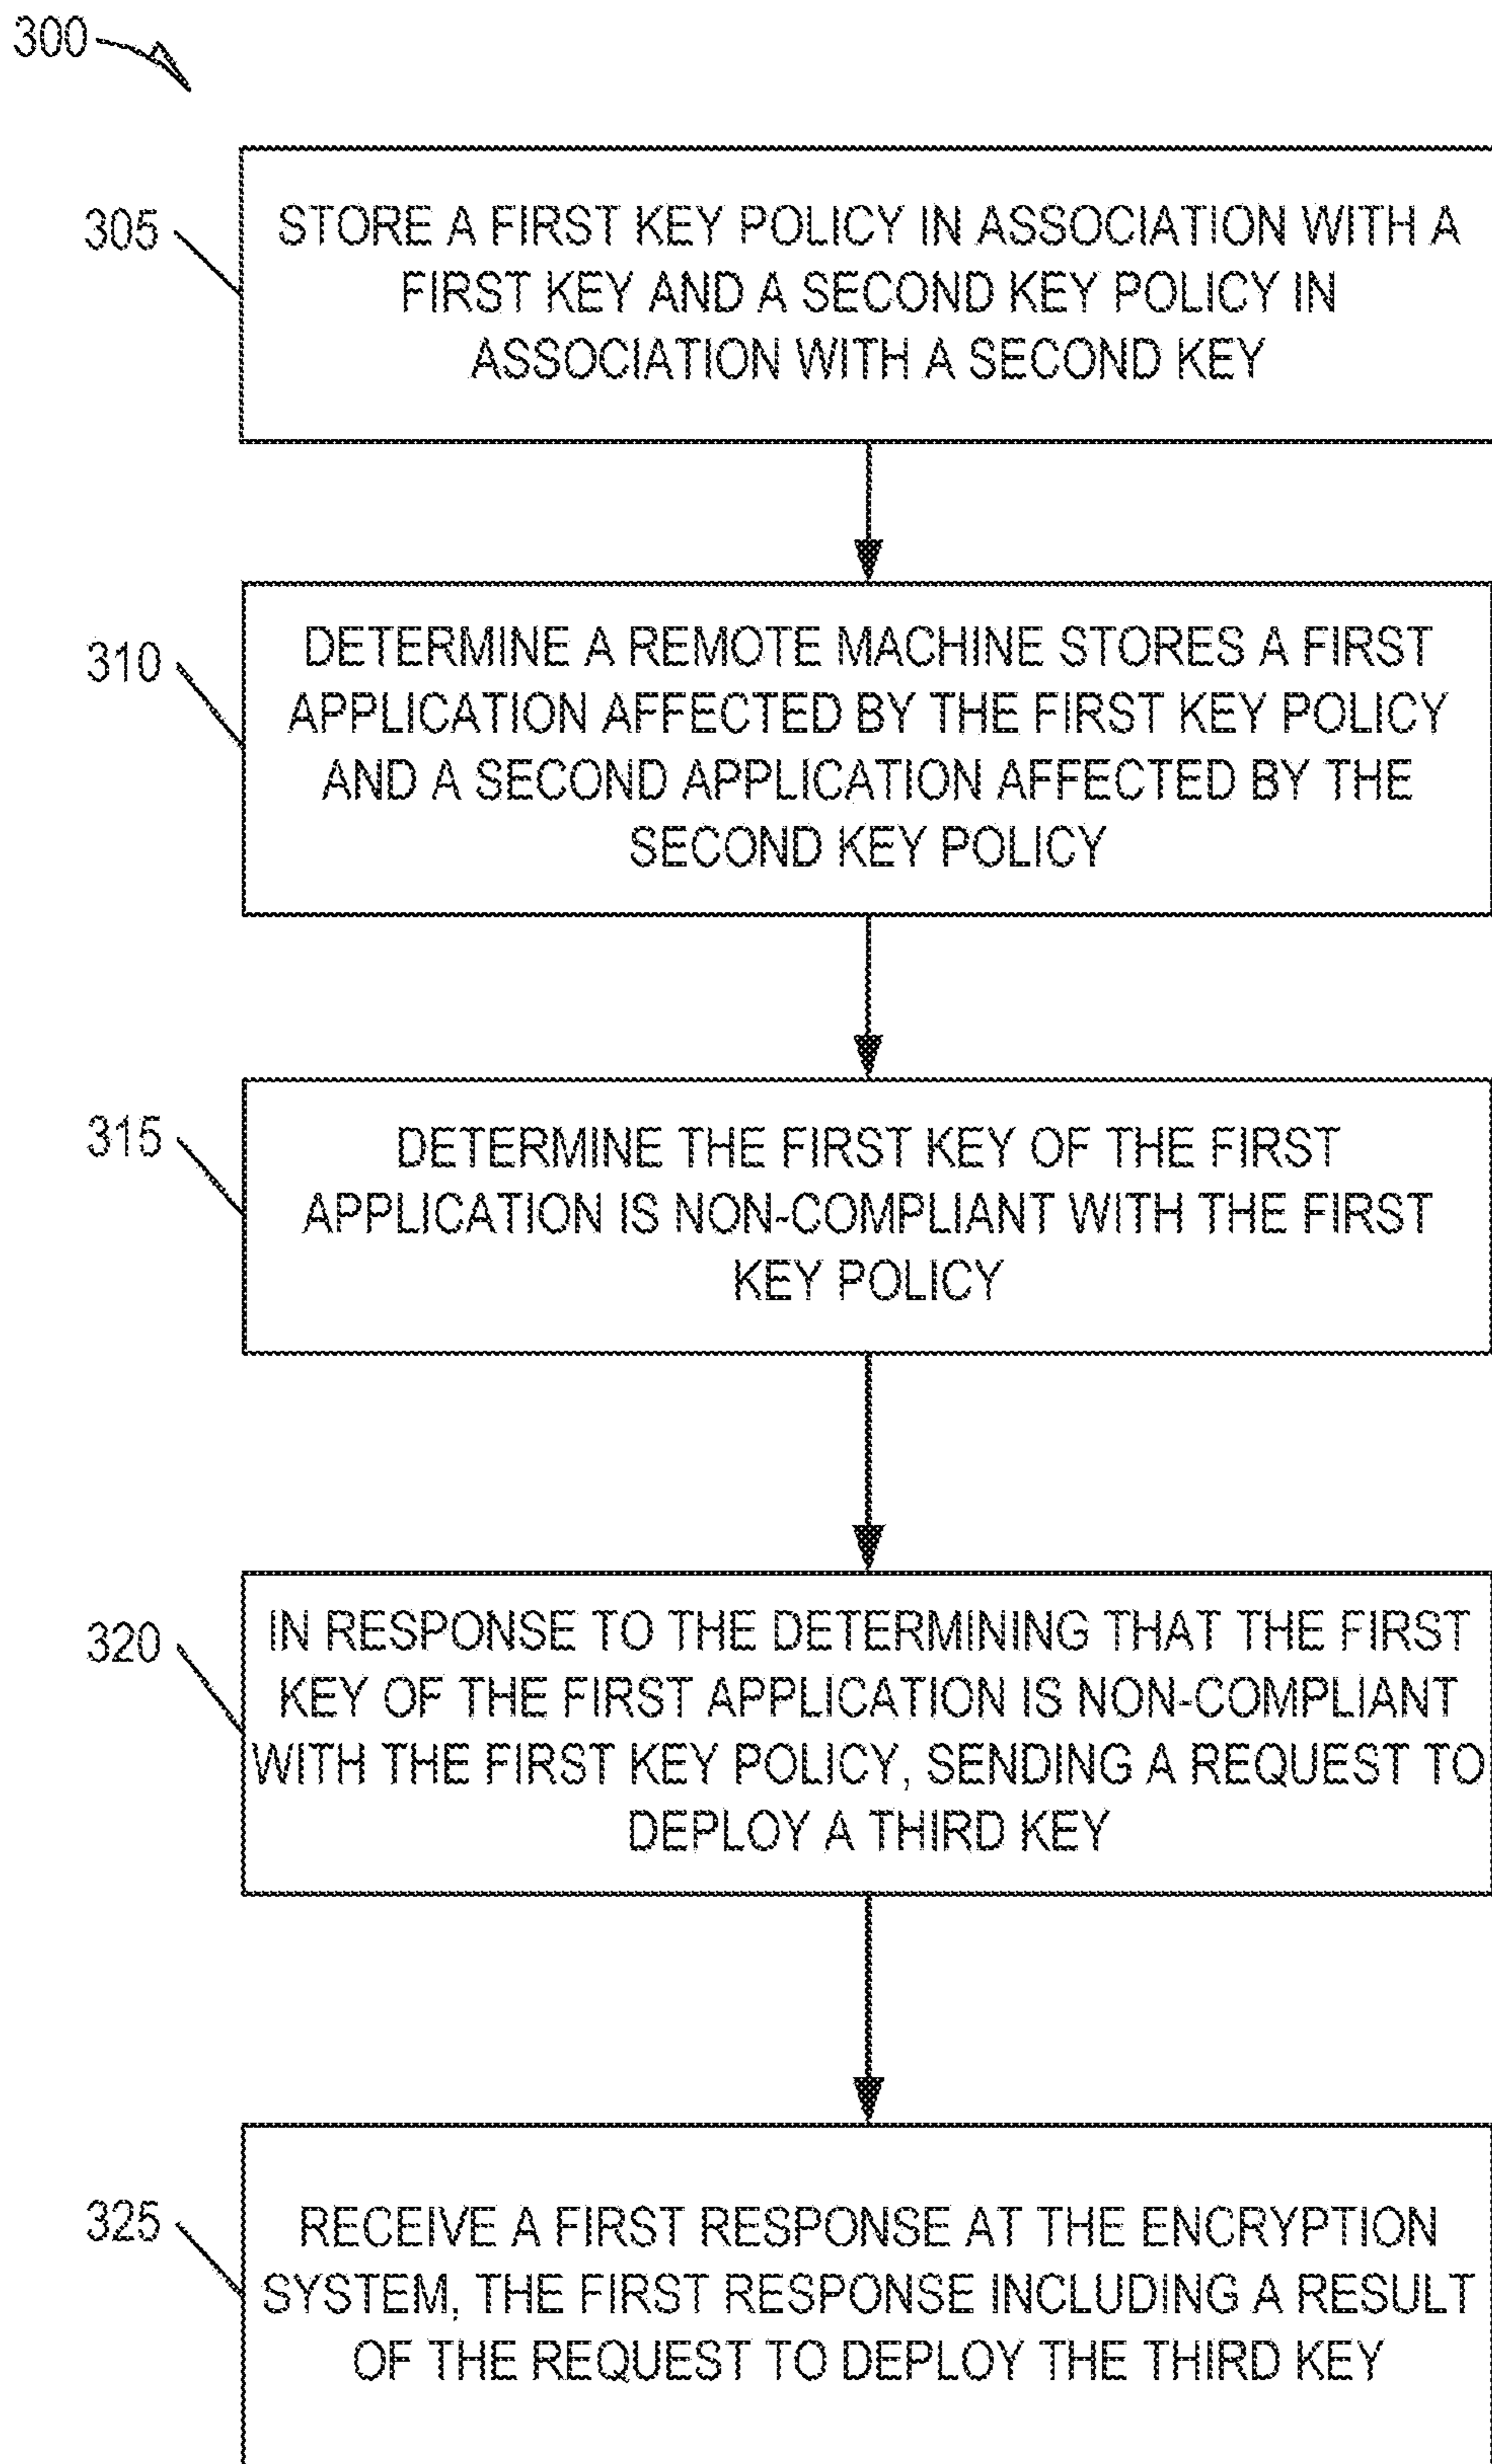 300
305
STORE A FIRST KEY POLICY IN ASSOCIATION WITH A
FIRST KEY AND A SECOND KEY POLICY IN
ASSOCIATION WITH A SECOND KEY
310
DETERMINE A REMOTE MACHINE STORES A FIRST
APPLICATION AFFECTED BY THE FIRST KEY POLICY
AND A SECOND APPLICATION AFFECTED BY THE
SECOND KEY POLICY
315
DETERMINE THE FIRST KEY OF THE FIRST
APPLICATION IS NON-COMPLIANT WITH THE FIRST
KEY POLICY
320
IN RESPONSE TO THE DETERMINING THAT THE FIRST
KEY OF THE FIRST APPLICATION IS NON-COMPLIANT
WITH THE FIRST KEY POLICY, SENDING A REQUEST TO
DEPLOY A THIRD KEY
325
RECEIVE A FIRST RESPONSE AT THE ENCRYPTION
SYSTEM, THE FIRST RESPONSE INCLUDING A RESULT
OF THE REQUEST TO DEPLOY THE THIRD KEY